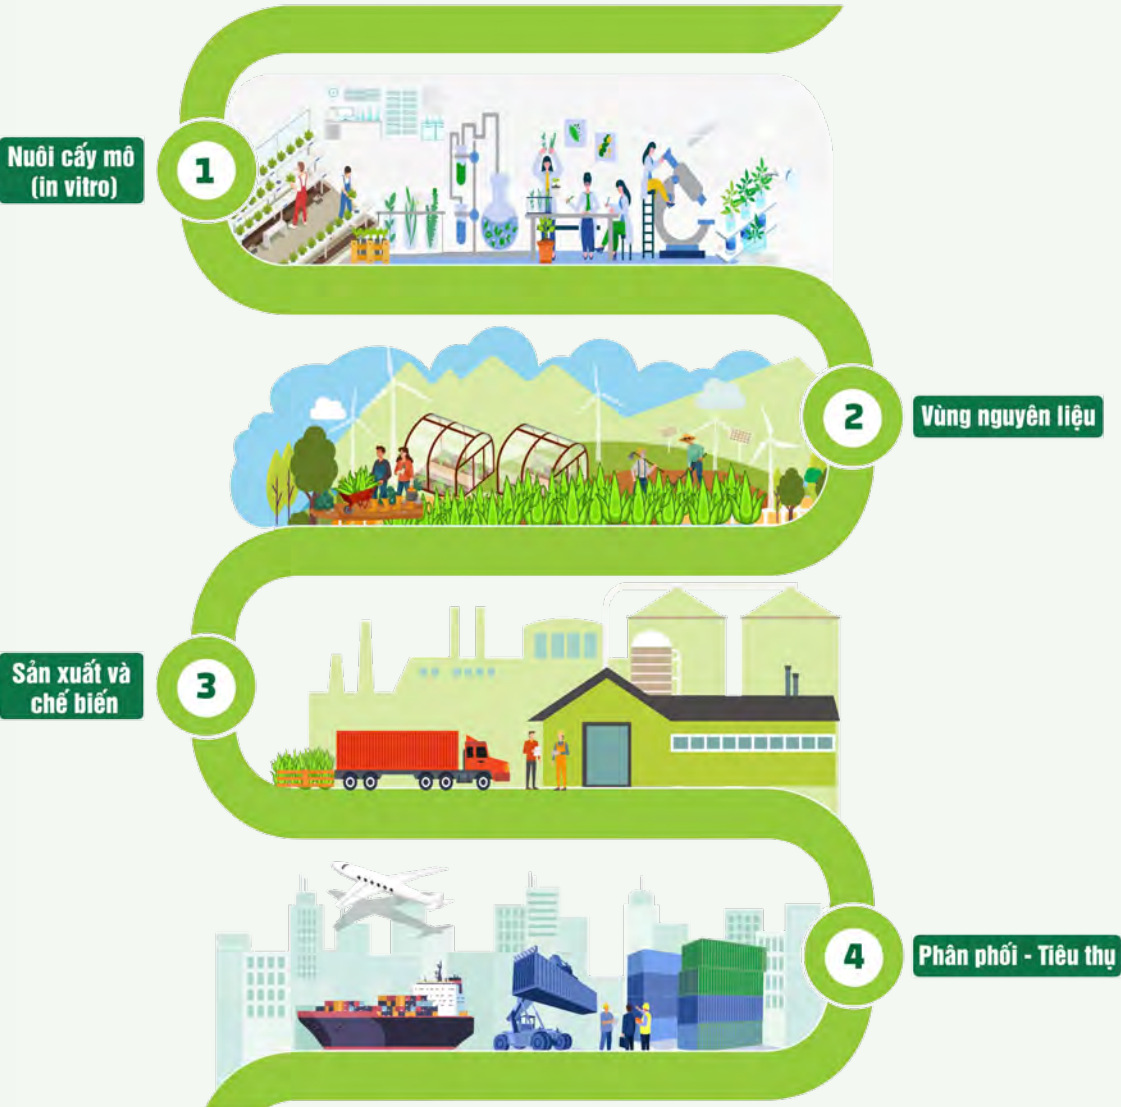 Nuôi cấy mô
(in vitro)
1
2
Vùng nguyên liệu
Sản xuất và
chế biến
3
4
Phân phối - Tiêu thụ